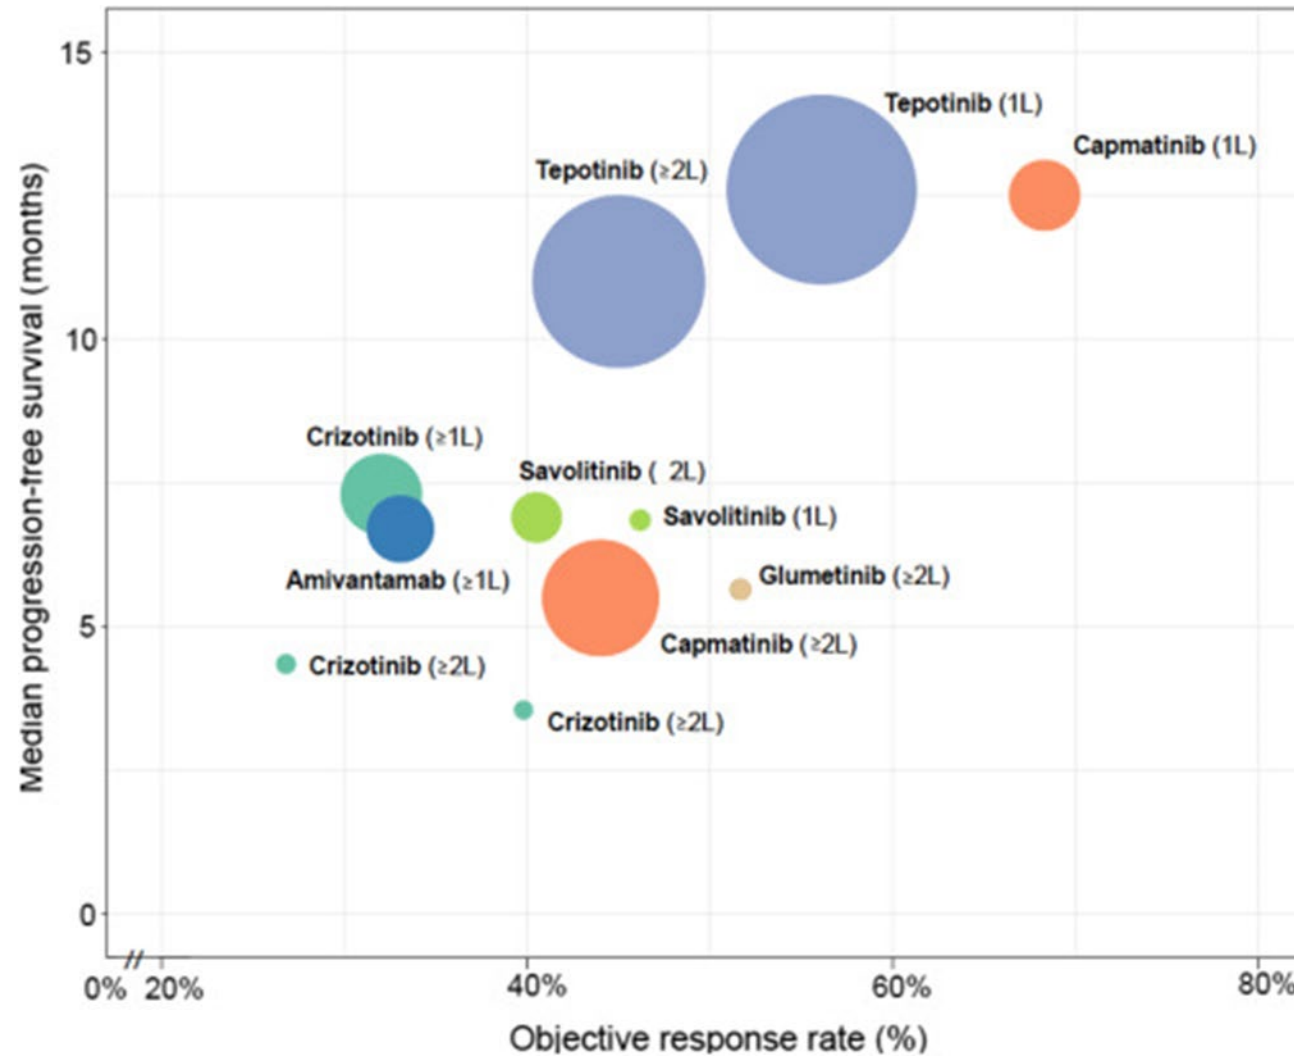 Median progression-free survival (months)
15
10
5
0
Tepotinib (1L)
Capmatinib (1L)
Tepotinib (≥2L)
Crizotinib (≥1L)
Savolitinib ( 2L)
Savolitinib (1L)
Amivantamab (≥1L)
Glumetinib (≥2L)
Capmatinib (≥2L)
Crizotinib (≥2L)
Crizotinib (≥2L)
0% 20% 40% 60% 80%
Objective response rate (%)